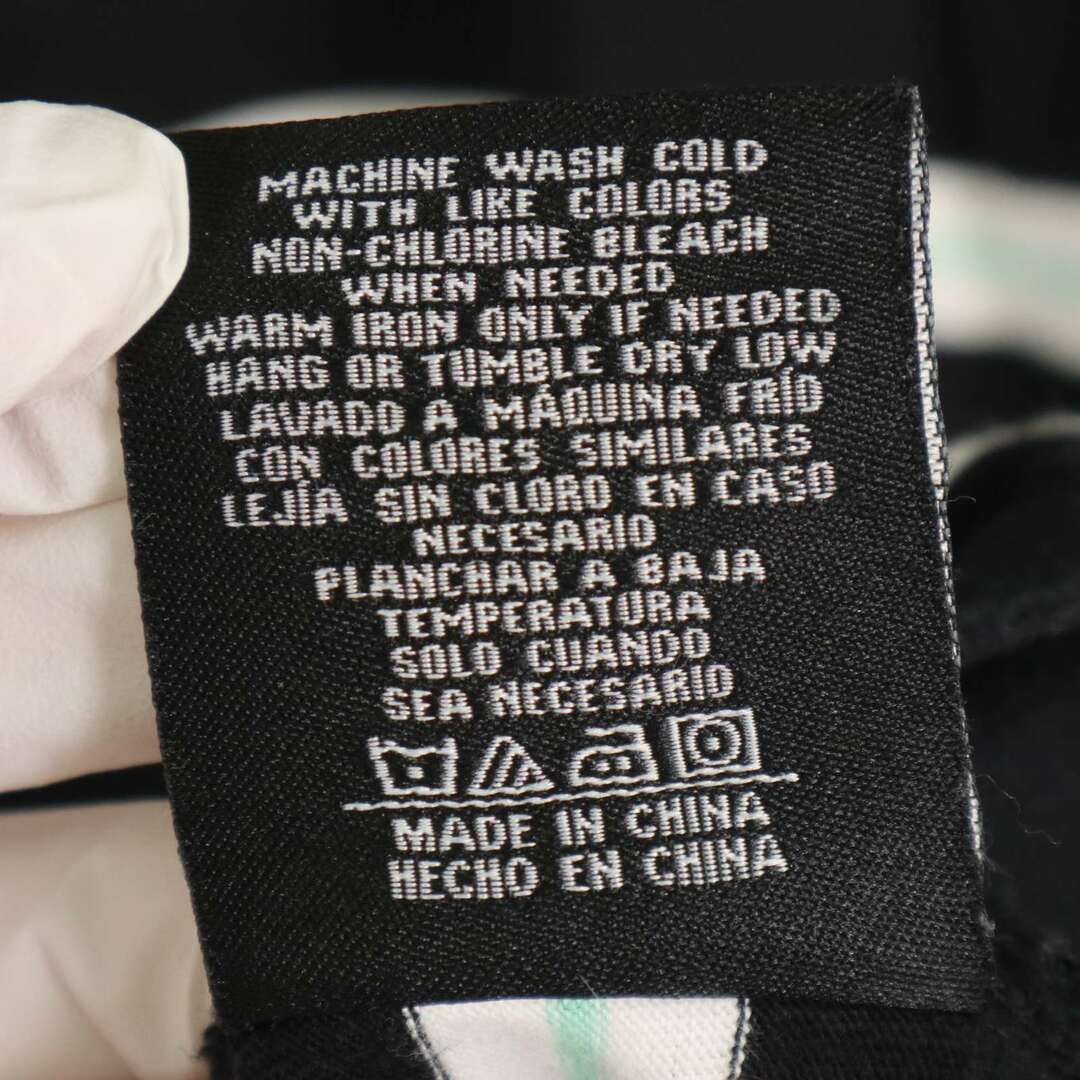 MACHINE WASH COLD
WITH LIKE COLORS
NON-CHLORINE BLEACH
WHEN NEEDED
WARM IRON ONLY IF NEEDED
HANG OR TUMBLE DRY LOW
LAVADO A MÁQUINA FRÍO
CON COLORES SIMILARES
LEJÍA SIN CLORO EN CASO
NECESARIO
PLANCHAR A BAJA
TEMPERATURA
SOLO CUANDO
SEA NECESARIO
MADE IN CHINA
HECHO EN CHINA